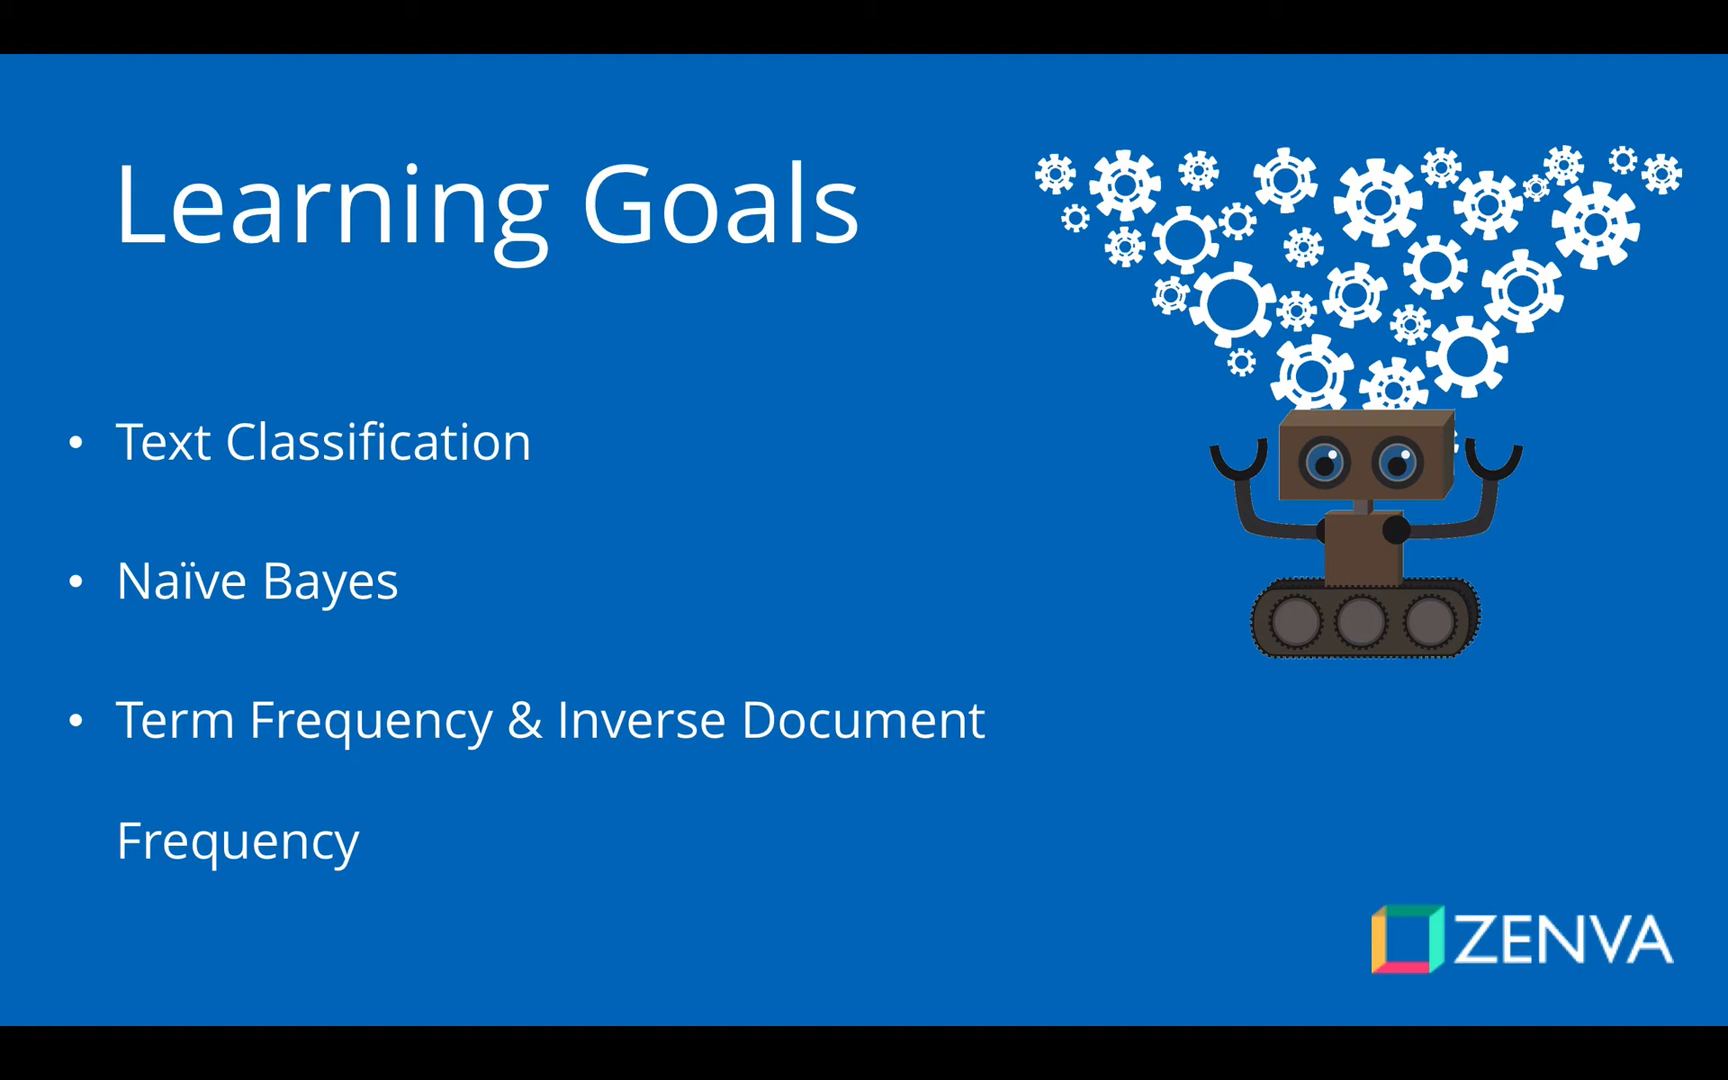 Learning Goals
• Text Classification
• Naïve Bayes
• Term Frequency & Inverse Document
Frequency
ZENVA